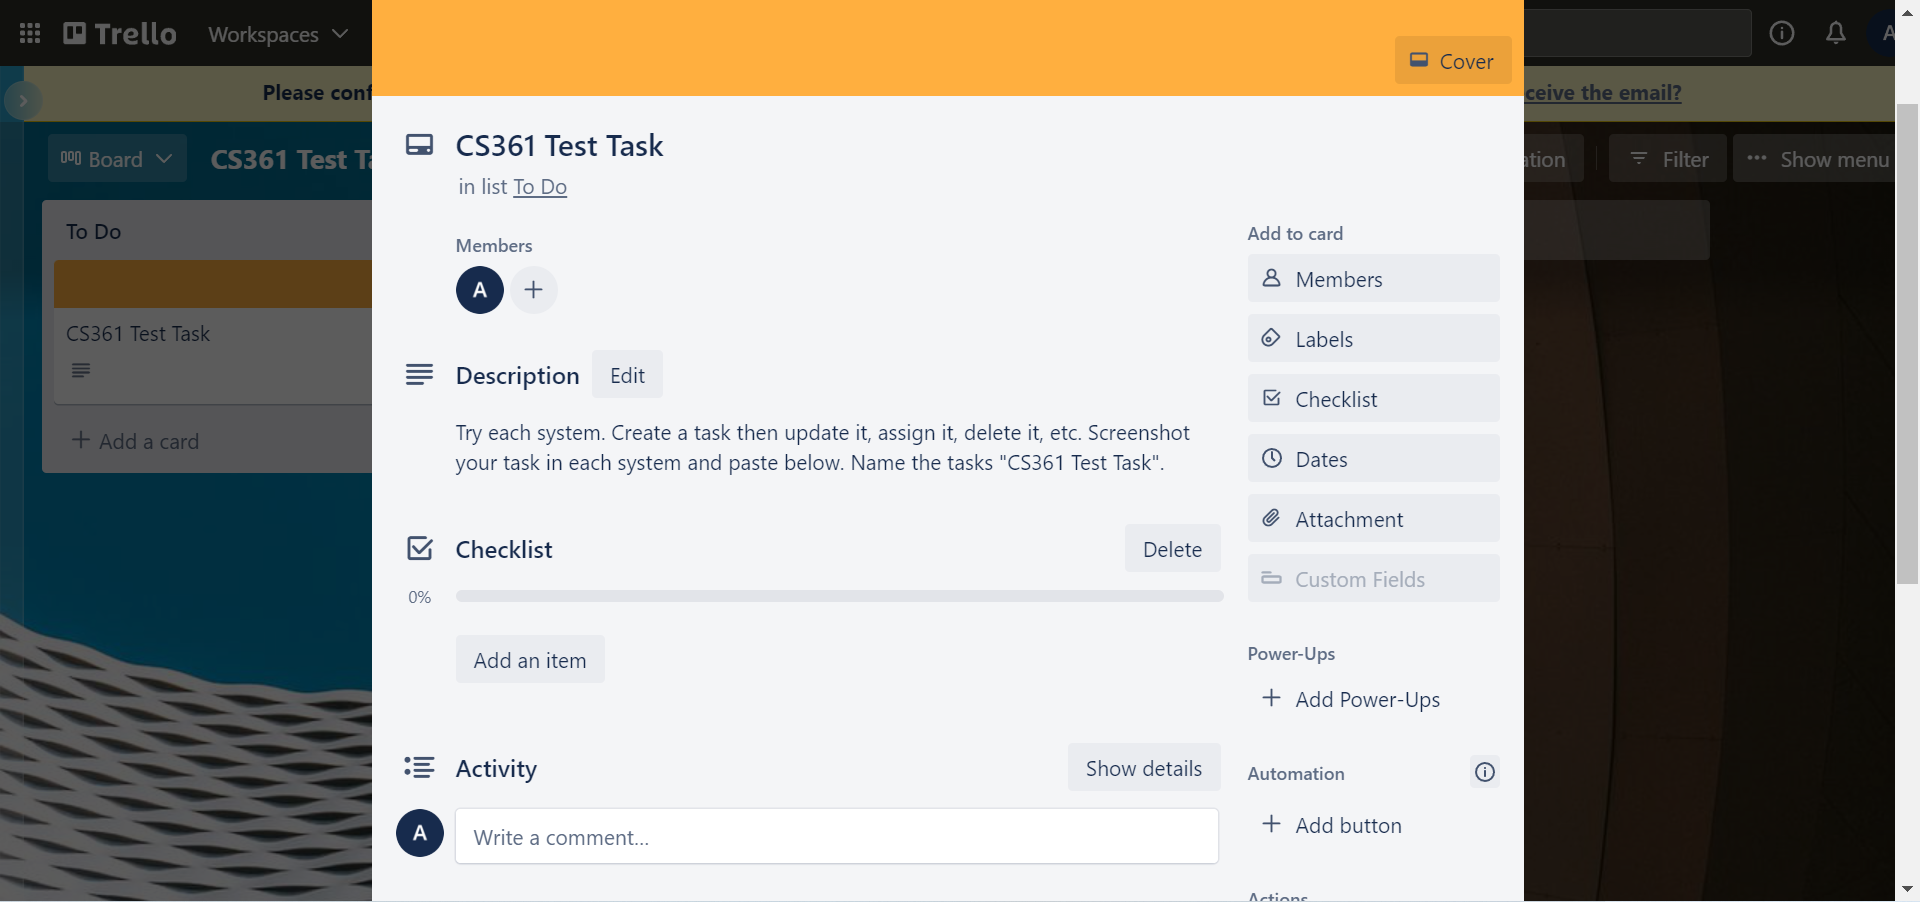 Trello
Workspaces
A
Please conf
ceive the email?
Board
CS361 Test Ta
ation
Filter
Show menu
To Do
CS361 Test Task
Add a card
Cover
CS361 Test Task
in list To Do
Members
A
Description
Edit
Try each system. Create a task then update it, assign it, delete it, etc. Screenshot
your task in each system and paste below. Name the tasks "CS361 Test Task".
Checklist
Delete
0%
Add an item
Activity
Show details
A
Write a comment...
Add to card
Members
Labels
Checklist
Dates
Attachment
Custom Fields
Power-Ups
Add Power-Ups
Automation
Add button
Actions